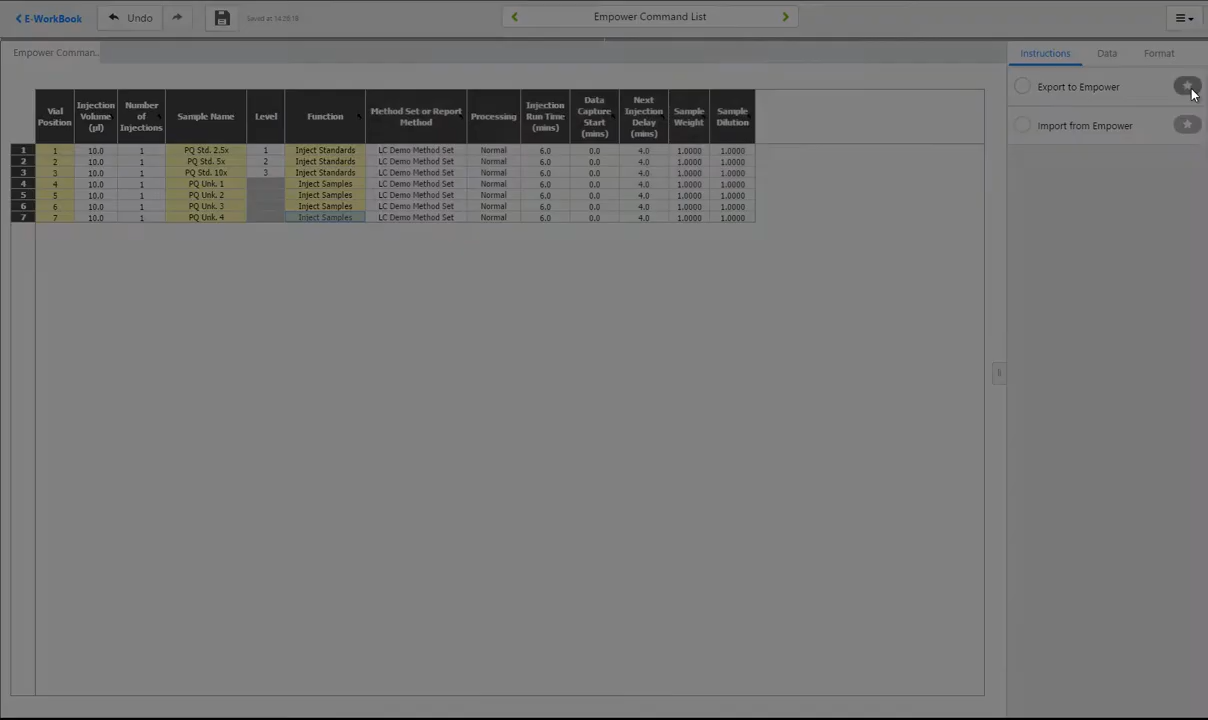 E-WorkBook
Undo
Saved at 14:26:18
Empower Command List
Empower Comman..
Instructions
Data
Format
Export to Empower
Import from Empower
Vial Position
Injection Volume (µl)
Number of Injections
Sample Name
Level
Function
Method Set or Report Method
Processing
Injection Run Time (mins)
Data Capture Start (mins)
Next Injection Delay (mins)
Sample Weight
Sample Dilution
1 1 10.0 1 PQ Std. 2.5x 1 Inject Standards LC Demo Method Set Normal 6.0 0.0 4.0 1.0000 1.0000
2 2 10.0 1 PQ Std. 5x 2 Inject Standards LC Demo Method Set Normal 6.0 0.0 4.0 1.0000 1.0000
3 3 10.0 1 PQ Std. 10x 3 Inject Standards LC Demo Method Set Normal 6.0 0.0 4.0 1.0000 1.0000
4 4 10.0 1 PQ Unk. 1 Inject Samples LC Demo Method Set Normal 6.0 0.0 4.0 1.0000 1.0000
5 5 10.0 1 PQ Unk. 2 Inject Samples LC Demo Method Set Normal 6.0 0.0 4.0 1.0000 1.0000
6 6 10.0 1 PQ Unk. 3 Inject Samples LC Demo Method Set Normal 6.0 0.0 4.0 1.0000 1.0000
7 7 10.0 1 PQ Unk. 4 Inject Samples LC Demo Method Set Normal 6.0 0.0 4.0 1.0000 1.0000